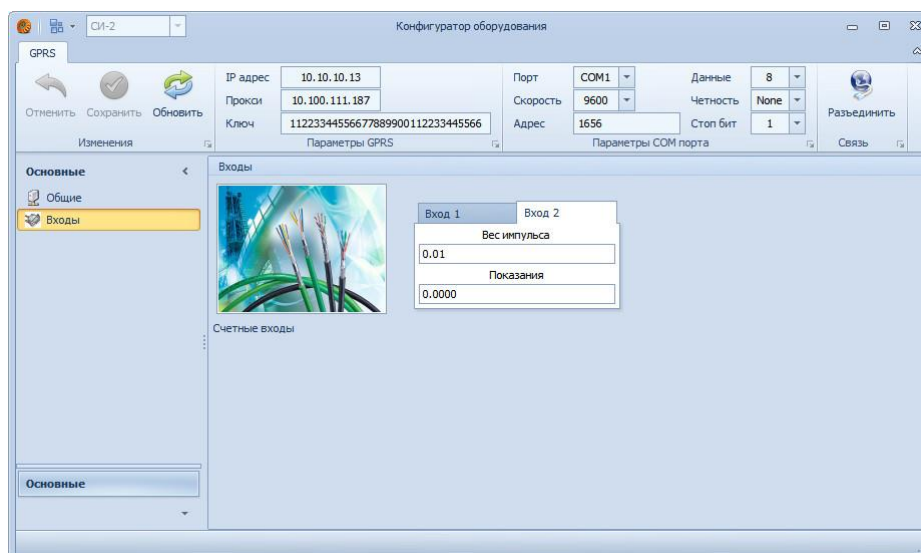 СИ-2
Конфигуратор оборудования
GPRS
IP адрес 10.10.10.13 Порт COM1 Данные 8
Прокси 10.100.111.187 Скорость 9600 Четность None
Отменить Сохранить Обновить Разъединить
Ключ 11223344556677889900112233445566 Адрес 1656 Стоп бит 1
Изменения Параметры GPRS Параметры COM порта Связь
Основные
Общие
Входы
Входы
Вход 1 Вход 2
Вес импульса
0.01
Показания
0.0000
Счетные входы
Основные